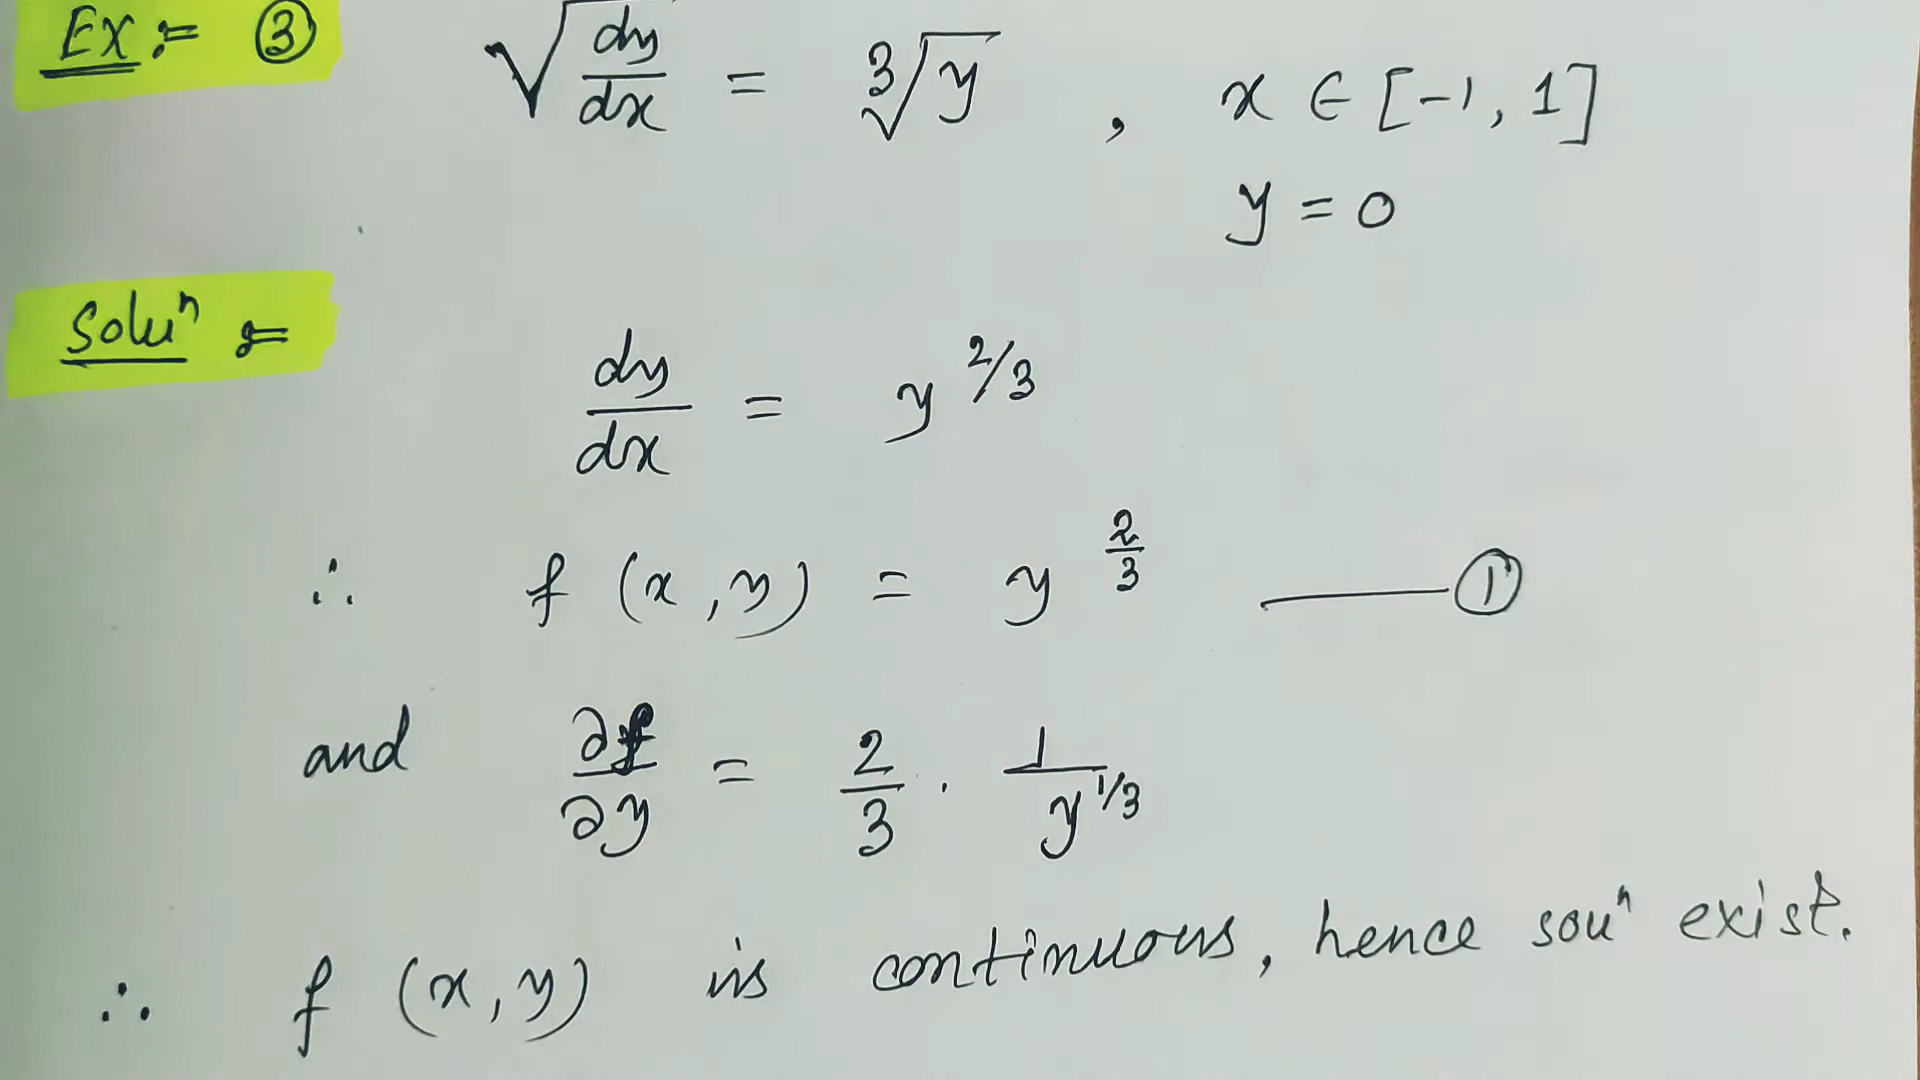 Ex:= ③ √(dy/dx) = ∛y , x ∈ [-1, 1]
y = 0
Soluⁿ :=
dy/dx = y^2/3
∴ f (x,y) = y^2/3 ——— ①
and ∂f/∂y = 2/3 · 1/y^1/3
∴ f (x,y) is continuous, hence souⁿ exist.